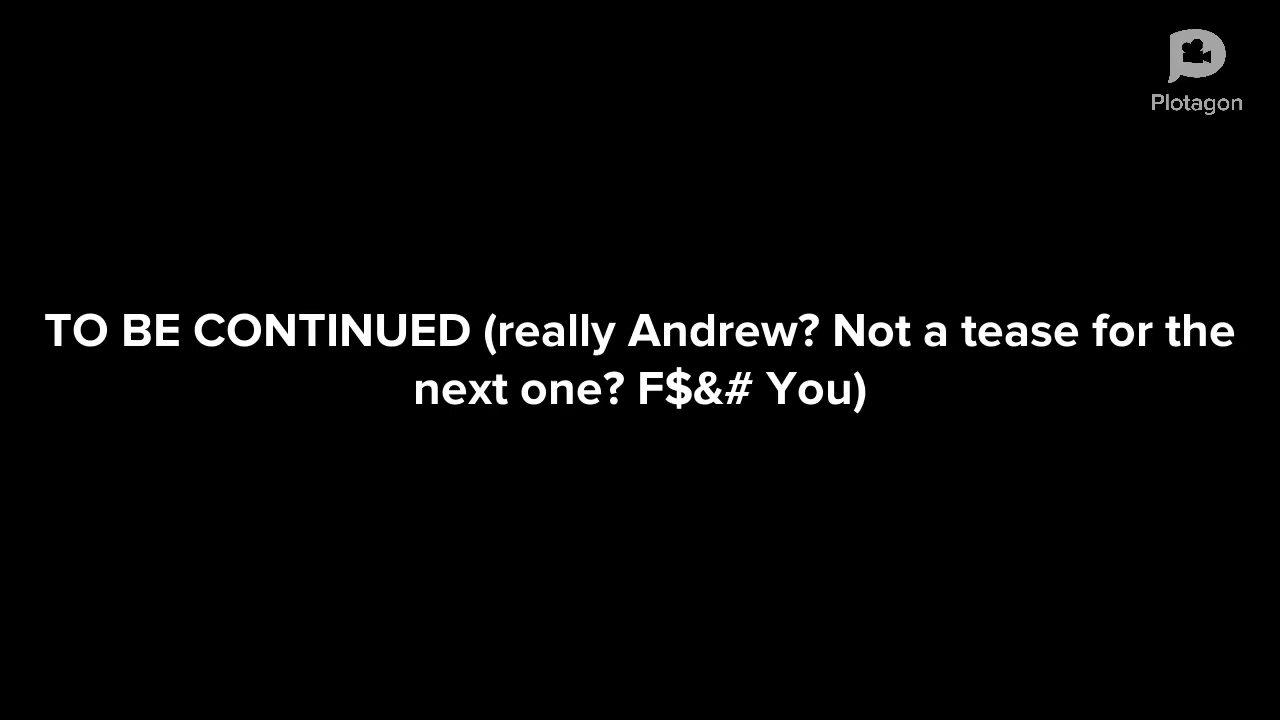 Plotagon
TO BE CONTINUED (really Andrew? Not a tease for the
next one? F$&# You)